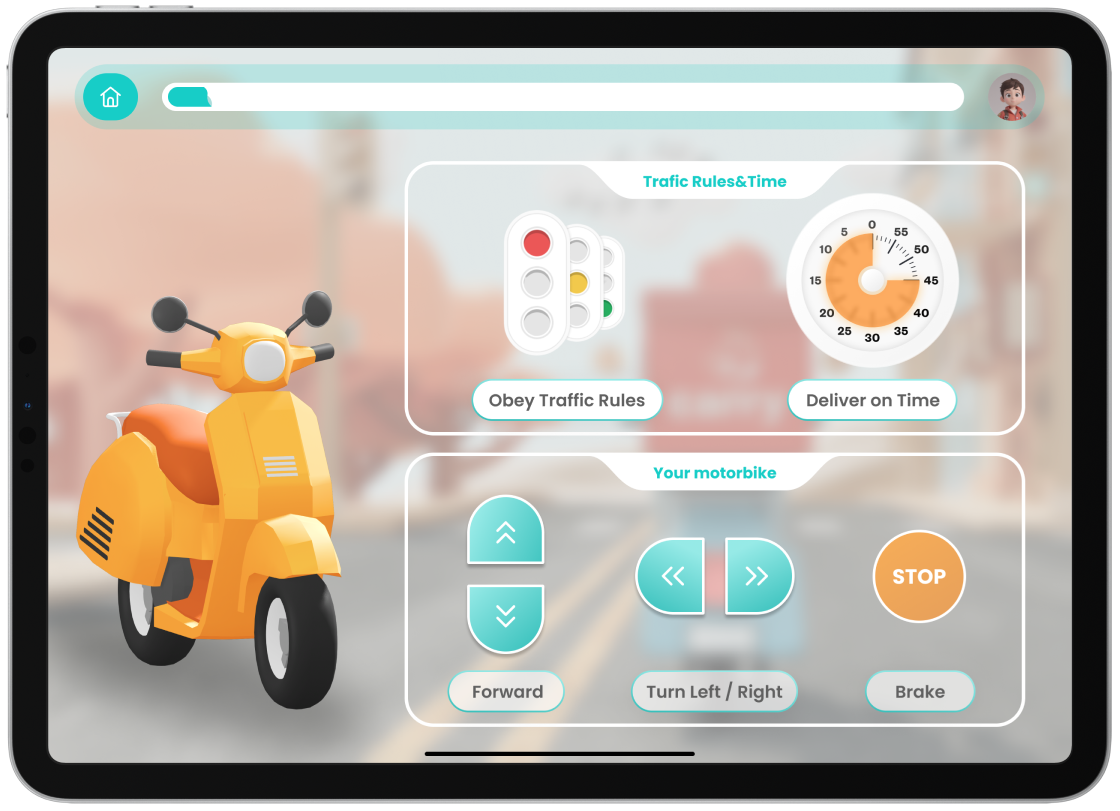 Trafic Rules&Time
0
5
55
10
50
15
45
20
40
25
35
30
Obey Traffic Rules
Deliver on Time
Your motorbike
STOP
Forward
Turn Left / Right
Brake